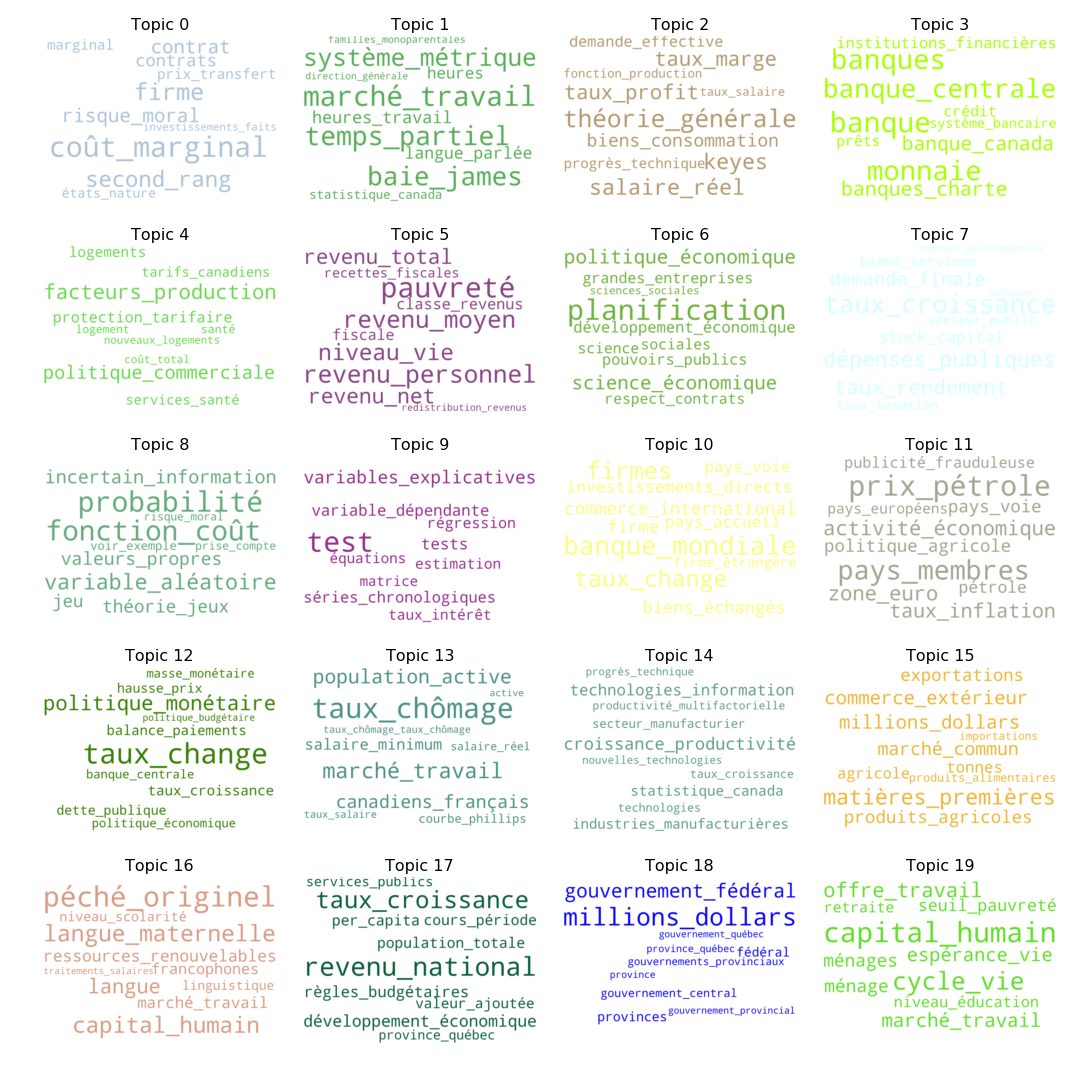 Topic 0
marginal contrat
contrats
prix_transfert
firme
risque_moral
investissements_faits
coût_marginal
second_rang
états_nature
Topic 1
familles_monoparentales
système_métrique
direction_générale heures
marché_travail
heures_travail
temps_partiel
langue_parlée
baie_james
statistique_canada
Topic 2
demande_effective
taux_marge
fonction_production
taux_profit taux_salaire
théorie_générale
biens_consommation
progrès_technique keyes
salaire_réel
Topic 3
institutions_financières
banques
banque_centrale
crédit
banque système_bancaire
prêts banque_canada
monnaie
banques_charte
Topic 4
logements
tarifs_canadiens
facteurs_production
protection_tarifaire
logement santé
nouveaux_logements
coût_total
politique_commerciale
services_santé
Topic 5
revenu_total
recettes_fiscales
pauvreté
classe_revenus
revenu_moyen
fiscale
niveau_vie
revenu_personnel
revenu_net
redistribution_revenus
Topic 6
politique_économique
grandes_entreprises
sciences_sociales
planification
développement_économique
science sociales
pouvoirs_publics
science_économique
respect_contrats
Topic 7
biens_services
demande_finale
taux_croissance
secteur_public
stock_capital
dépenses_publiques
taux_rendement
taux_taxation
Topic 8
incertain_information
probabilité
risque_moral
fonction_coût
voir_exemple prise_compte
valeurs_propres
variable_aléatoire
jeu théorie_jeux
Topic 9
variables_explicatives
variable_dépendante
régression
test tests
équations estimation
matrice
séries_chronologiques
taux_intérêt
Topic 10
firmes pays_voie
investissements_directs
commerce_international
firme pays_accueil
banque_mondiale
firme_étrangère
taux_change
biens_échangés
Topic 11
publicité_frauduleuse
prix_pétrole
pays_européens pays_voie
activité_économique
politique_agricole
pays_membres
zone_euro pétrole
taux_inflation
Topic 12
masse_monétaire
hausse_prix
politique_monétaire
politique_budgétaire
balance_paiements
taux_change
banque_centrale
taux_croissance
dette_publique
politique_économique
Topic 13
population_active
active
taux_chômage
taux_chômage_taux_chômage
salaire_minimum salaire_réel
marché_travail
canadiens_français
taux_salaire courbe_phillips
Topic 14
progrès_technique
technologies_information
productivité_multifactorielle
secteur_manufacturier
croissance_productivité
nouvelles_technologies
taux_croissance
statistique_canada
technologies
industries_manufacturières
Topic 15
exportations
commerce_extérieur
millions_dollars
importations
marché_commun
tonnes
agricole produits_alimentaires
matières_premières
produits_agricoles
Topic 16
péché_originel
niveau_scolarité
langue_maternelle
ressources_renouvelables
traitements_salaires francophones
langue linguistique
marché_travail
capital_humain
Topic 17
services_publics
taux_croissance
per_capita cours_période
population_totale
revenu_national
règles_budgétaires
valeur_ajoutée
développement_économique
province_québec
Topic 18
gouvernement_fédéral
millions_dollars
gouvernement_québec
province_québec fédéral
gouvernements_provinciaux
province
gouvernement_central
provinces gouvernement_provincial
Topic 19
offre_travail
retraite seuil_pauvreté
capital_humain
ménages espérance_vie
ménage cycle_vie
niveau_éducation
marché_travail